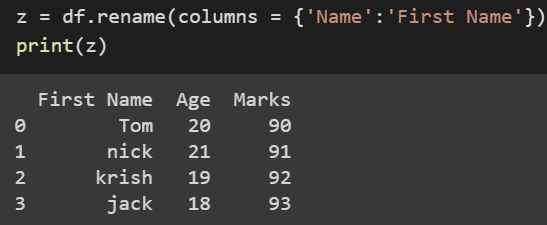 z = df.rename(columns = {'Name':'First Name'})
print(z)
First Name Age Marks
0 Tom 20 90
1 nick 21 91
2 krish 19 92
3 jack 18 93